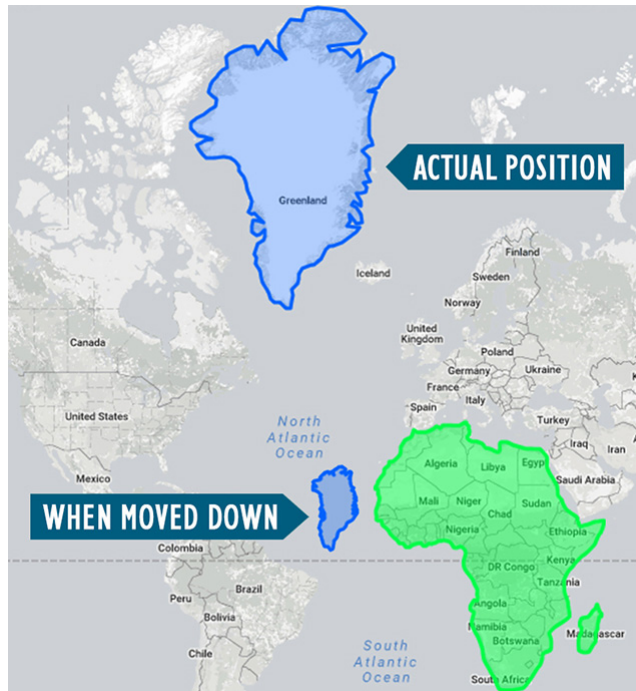 ACTUAL POSITION
Greenland
Iceland
Finland
Sweden
Norway
United
Kingdom
Canada
Poland
Germany
Ukraine
France
Italy
Spain
United States
North
Atlantic
Ocean
Turkey
Iraq
Iran
Algeria
Libya
Egypt
Saudi Arabia
Mexico
Mali
Niger
Chad
Sudan
WHEN MOVED DOWN
Nigeria
Ethiopia
Colombia
DR Congo
Kenya
Tanzania
Brazil
Peru
Angola
Bolivia
Namibia
Madagascar
Botswana
Chile
South
Atlantic
Ocean
South Africa